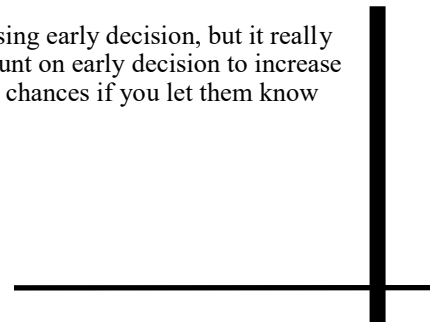 sing early decision, but it really
unt on early decision to increase
chances if you let them know